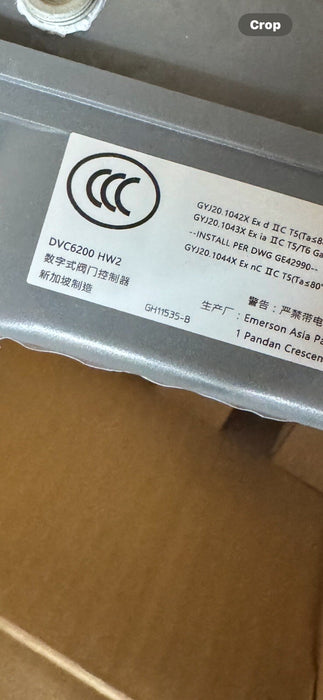 Crop
CCC
GYJ20.1042X Ex d IIC T5(Ta≤8
GYJ20.1043X Ex ia IIC T5/T6 Ga
--INSTALL PER DWG GE42990--
GYJ20.1044X Ex nC IIC T5(Ta≤80°
DVC6200 HW2
数字式阀门控制器
新加坡制造
GH11535-B
警告：严禁带电
生产厂：Emerson Asia Pa
1 Pandan Crescen